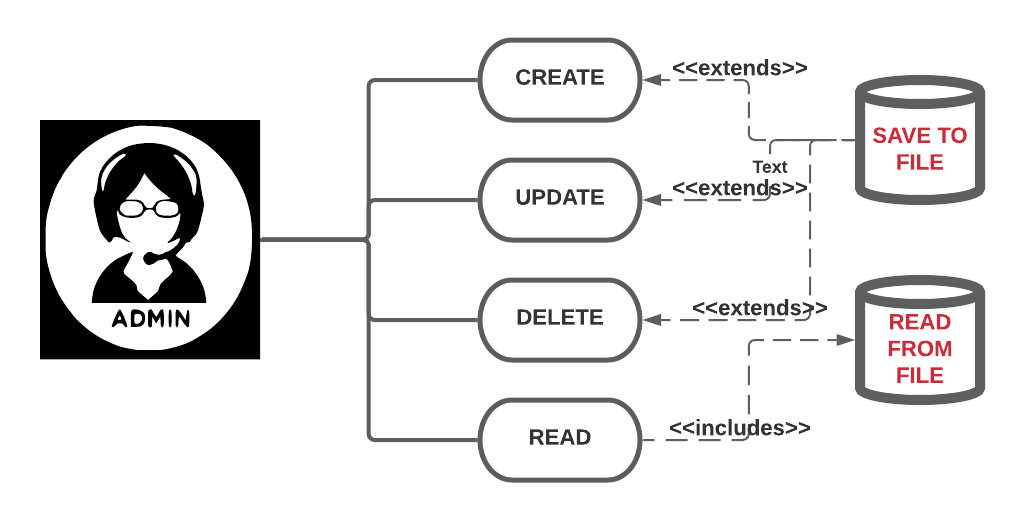 ADMIN
CREATE
<<extends>>
SAVE TO
FILE
Text
UPDATE
<<extends>>
DELETE
<<extends>>
READ
FROM
FILE
READ
<<includes>>